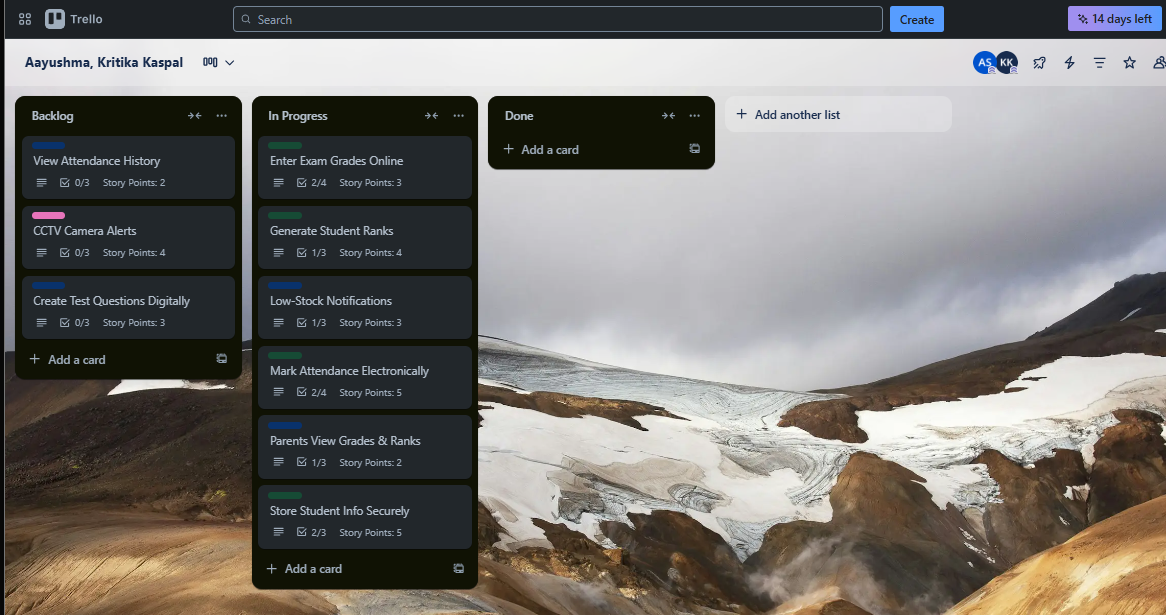 Trello
Search
Create
14 days left
Aayushma, Kritika Kaspal
AS
KK
Backlog
View Attendance History
0/3 Story Points: 2
CCTV Camera Alerts
0/3 Story Points: 4
Create Test Questions Digitally
0/3 Story Points: 3
+ Add a card
In Progress
Enter Exam Grades Online
2/4 Story Points: 3
Generate Student Ranks
1/3 Story Points: 4
Low-Stock Notifications
1/3 Story Points: 3
Mark Attendance Electronically
2/4 Story Points: 5
Parents View Grades & Ranks
1/3 Story Points: 2
Store Student Info Securely
2/3 Story Points: 5
+ Add a card
Done
+ Add a card
+ Add another list